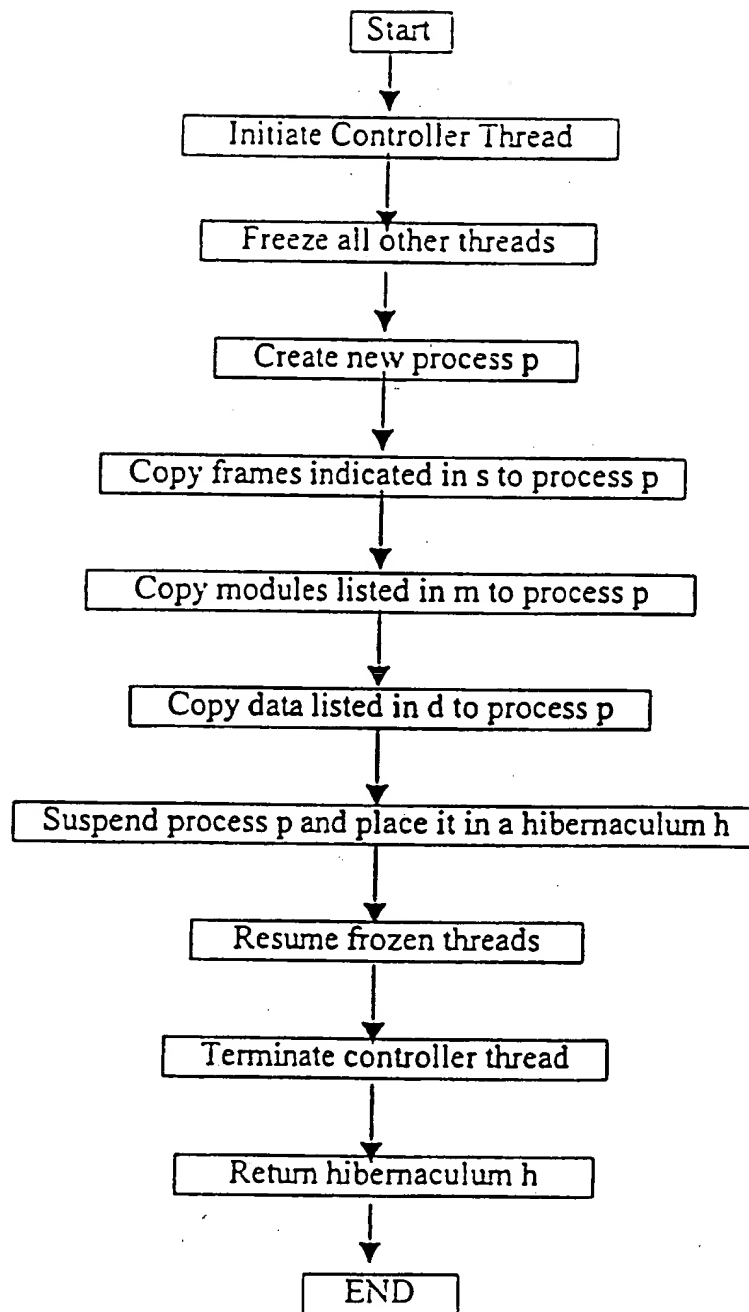 Start
Initiate Controller Thread
Freeze all other threads
Create new process p
Copy frames indicated in s to process p
Copy modules listed in m to process p
Copy data listed in d to process p
Suspend process p and place it in a hibernaculum h
Resume frozen threads
Terminate controller thread
Return hibernaculum h
END